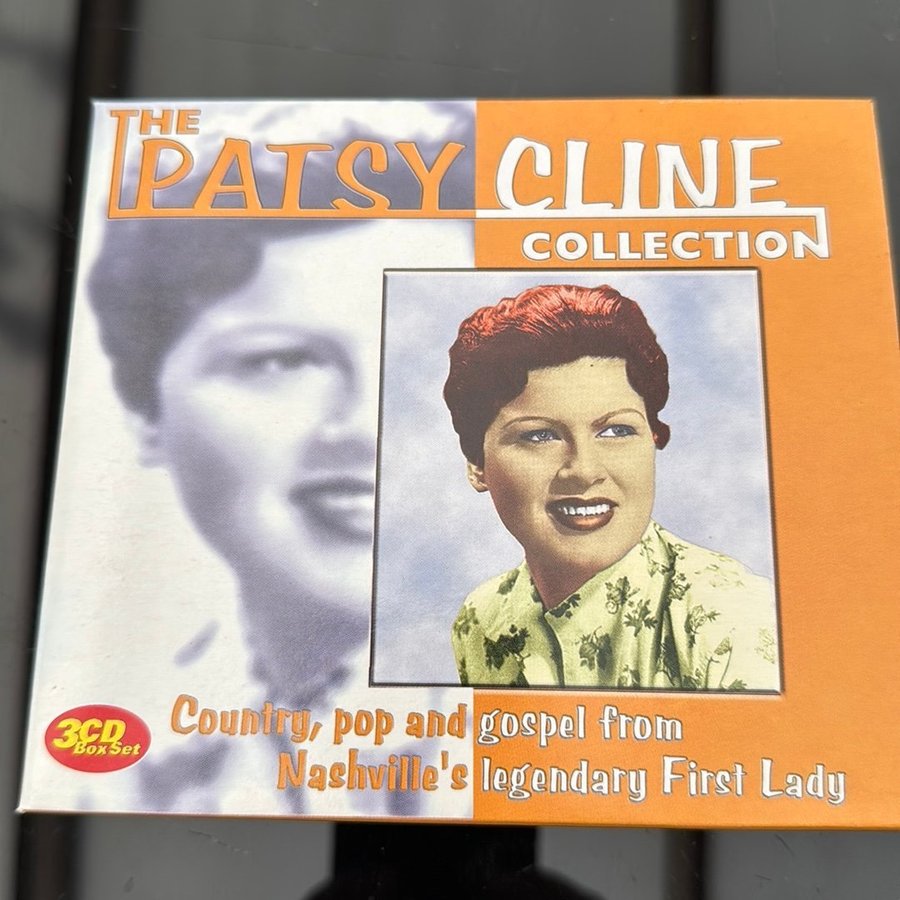 THE
PATSY CLINE
COLLECTION
3CD
Box Set
Country, pop and gospel from
Nashville's legendary First Lady